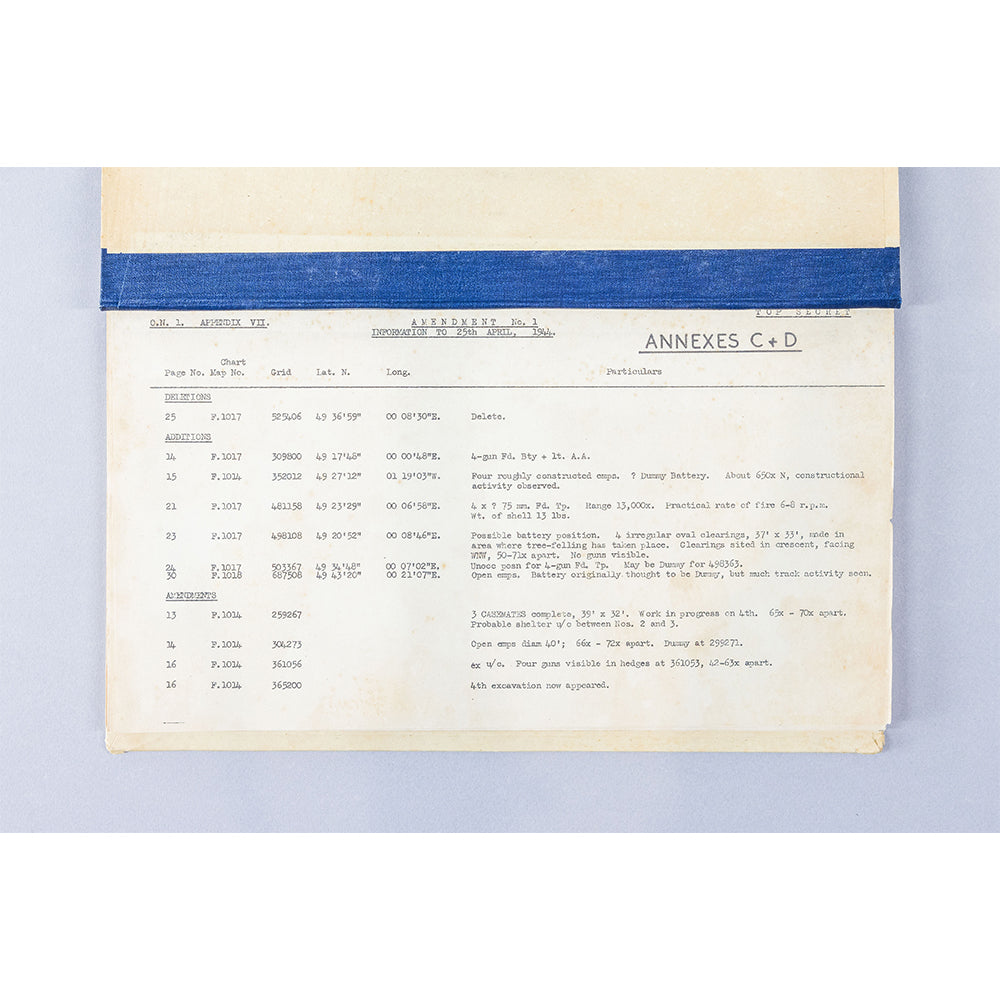 TOP SECRET
O.N. 1. APPENDIX VII. AMENDMENT No. 1
INFORMATION TO 25th APRIL, 1944.
ANNEXES C + D
Chart
Page No. Map No. Grid Lat. N. Long. Particulars
DELETIONS
25 F.1017 525406 49 36'59" 00 08'30"E. Delete.
ADDITIONS
14 F.1017 309800 49 17'48" 00 00'48"E. 4-gun Fd. Bty + lt. A.A.
15 F.1014 352012 49 27'12" 01 19'03"W. Four roughly constructed emps. ? Dummy Battery. About 650x N, constructional
activity observed.
21 F.1017 481158 49 23'29" 00 06'58"E. 4 x ? 75 mm. Fd. Tp. Range 13,000x. Practical rate of fire 6-8 r.p.m.
Wt. of shell 13 lbs.
23 F.1017 498108 49 20'52" 00 08'46"E. Possible battery position. 4 irregular oval clearings, 37' x 33', made in
area where tree-felling has taken place. Clearings sited in crescent, facing
WNW, 50-71x apart. No guns visible.
24 F.1017 503367 49 34'48" 00 07'02"E. Unocc posn for 4-gun Fd. Tp. May be Dummy for 498363.
30 F.1018 687508 49 43'20" 00 21'07"E. Open emps. Battery originally thought to be Dummy, but much track activity seen.
AMENDMENTS
13 F.1014 259267 3 CASEMATES complete, 39' x 32'. Work in progress on 4th. 65x - 70x apart.
Probable shelter u/c between Nos. 2 and 3.
14 F.1014 304273 Open emps diam 40'; 66x - 72x apart. Dummy at 299271.
16 F.1014 361056 ex u/c. Four guns visible in hedges at 361053, 42-63x apart.
16 F.1014 365200 4th excavation now appeared.